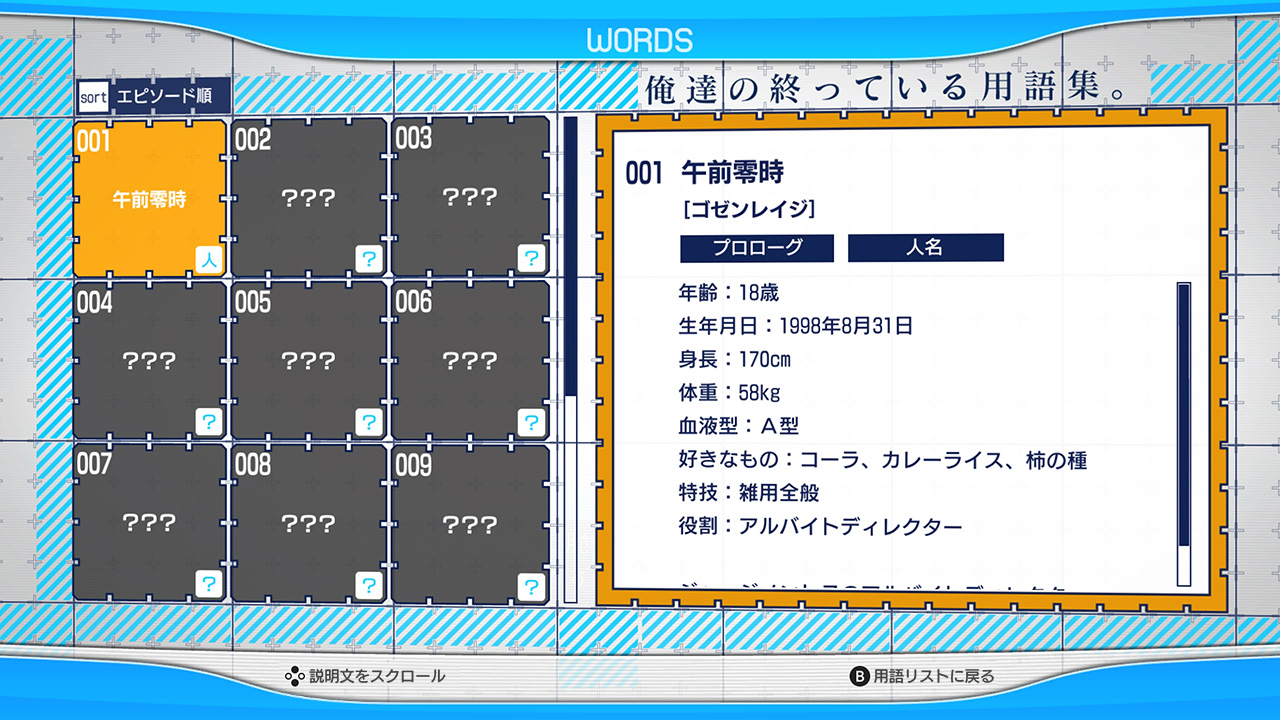 WORDS
俺達の終っている用語集。
sort エピソード順
001
午前零時
人
002
???
?
003
???
?
004
???
?
005
???
?
006
???
?
007
???
?
008
???
?
009
???
?
001 午前零時
[ゴゼンレイジ]
プロローグ 人名
年齢：18歳
生年月日：1998年8月31日
身長：170cm
体重：58kg
血液型：A型
好きなもの：コーラ、カレーライス、柿の種
特技：雑用全般
役割：アルバイトディレクター
説明文をスクロール
B 用語リストに戻る